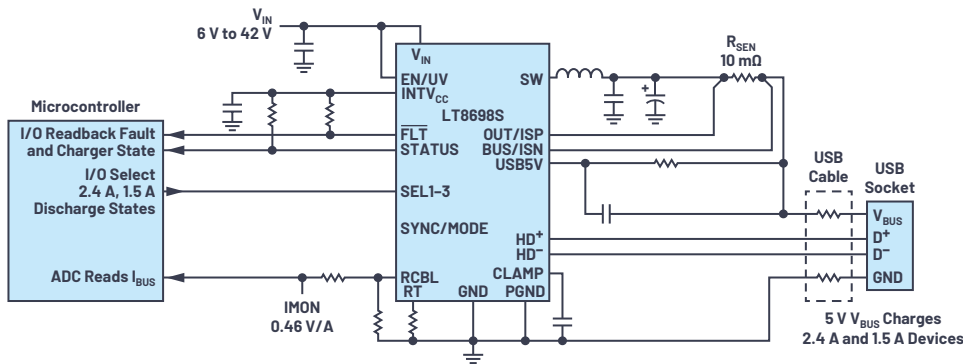 V_IN
6 V to 42 V
Microcontroller
I/O Readback Fault
and Charger State
I/O Select
2.4 A, 1.5 A
Discharge States
ADC Reads I_BUS
IMON
0.46 V/A
V_IN
EN/UV
INTV_CC
LT8698S
FLT
STATUS
SEL1–3
SYNC/MODE
RCBL
RT
GND
PGND
SW
OUT/ISP
BUS/ISN
USB5V
HD⁺
HD⁻
CLAMP
R_SEN
10 mΩ
+
USB
Cable
USB
Socket
V_BUS
D⁺
D⁻
GND
5 V V_BUS Charges
2.4 A and 1.5 A Devices